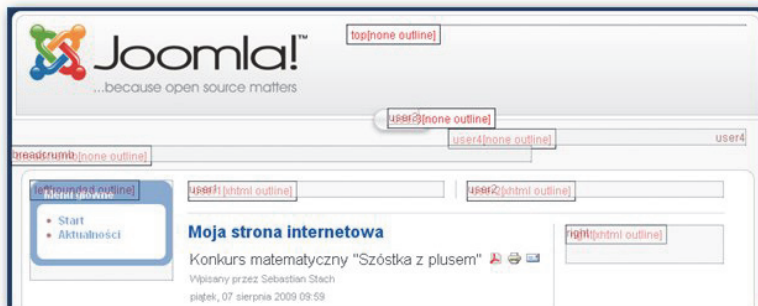 Joomla!™
...because open source matters
top[none outline]
user3[none outline]
user4[none outline] user4
breadcrumb[none outline]
left[rounded outline] user1[xhtml outline] user2[xhtml outline]
Menu główne
Start
Aktualności
Moja strona internetowa
right[xhtml outline]
Konkurs matematyczny "Szóstka z plusem"
Wpisany przez Sebastian Stach
piątek, 07 sierpnia 2009 09:59